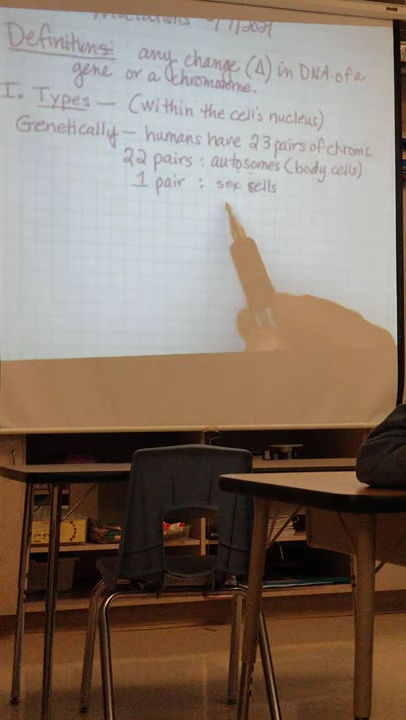 Mutations
Definitions: any change (Δ) in DNA of a
gene or a chromosome.
I. Types - (within the cell's nucleus)
Genetically - humans have 23 pairs of chroms.
22 pairs : autosomes (body cells)
1 pair : sex cells